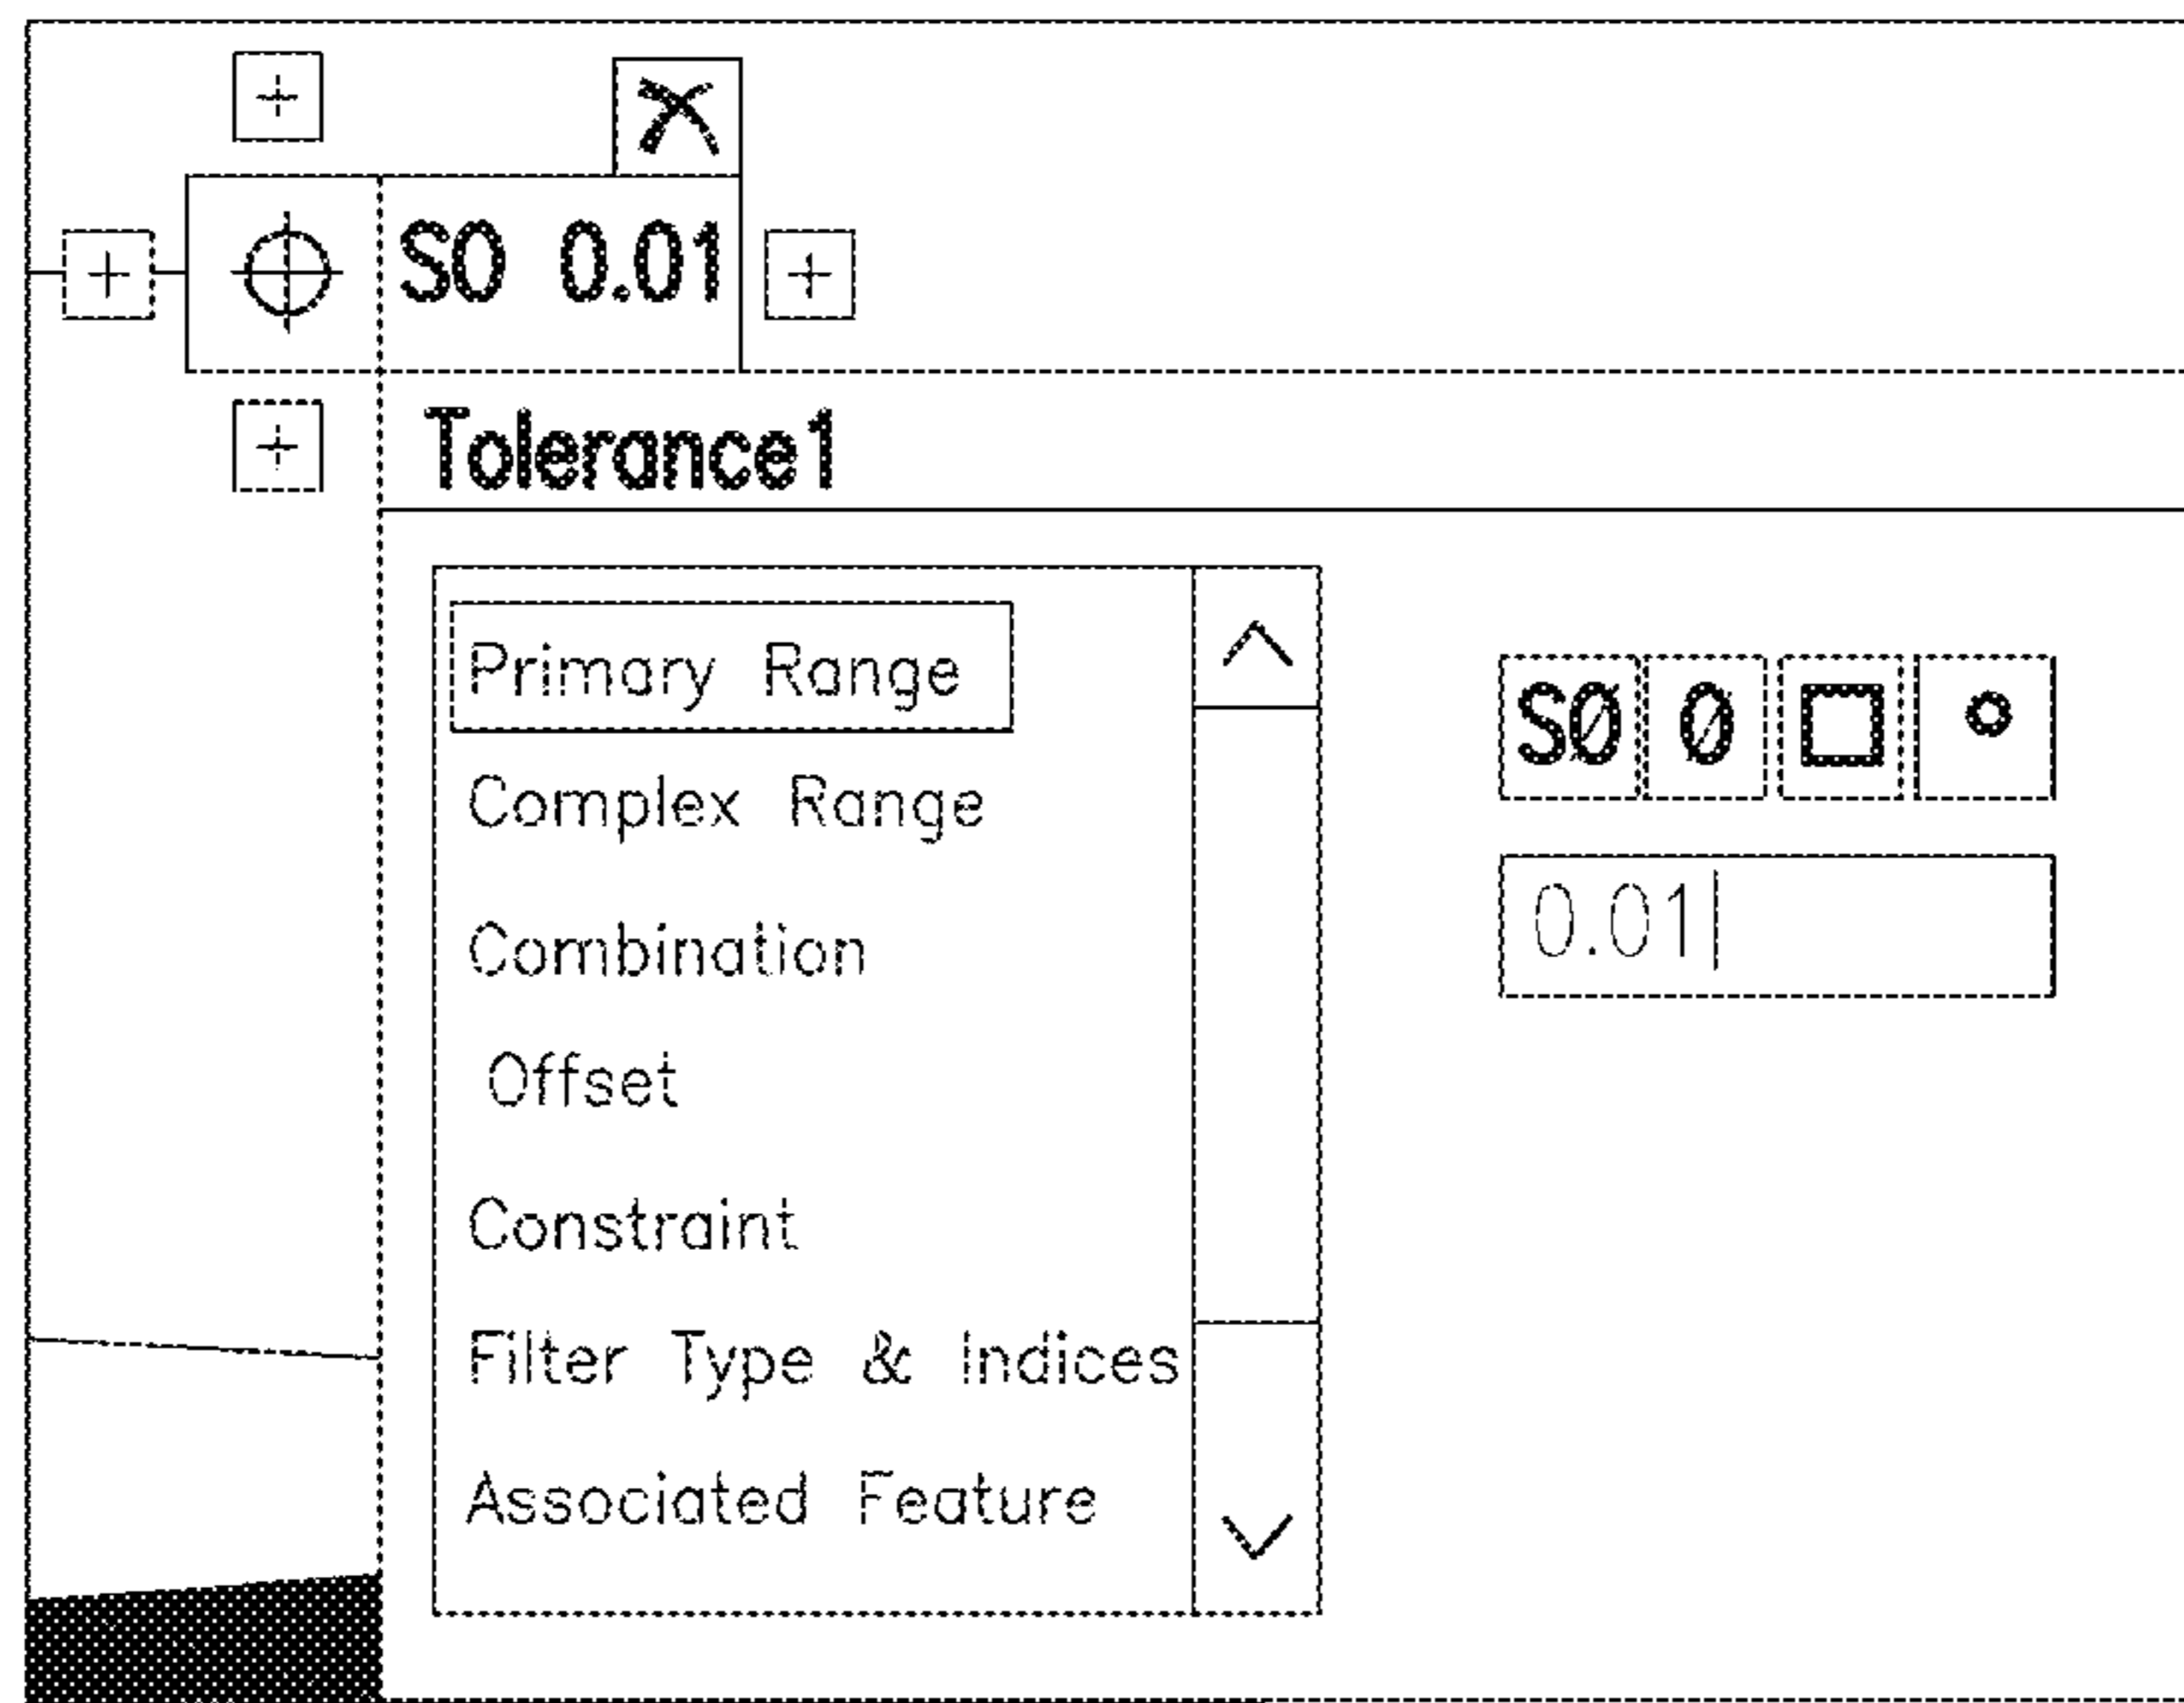 SO 0.01
Tolerance1
Primary Range
Complex Range
Combination
Offset
Constraint
Filter Type & Indices
Associated Feature
SØ Ø
0.01